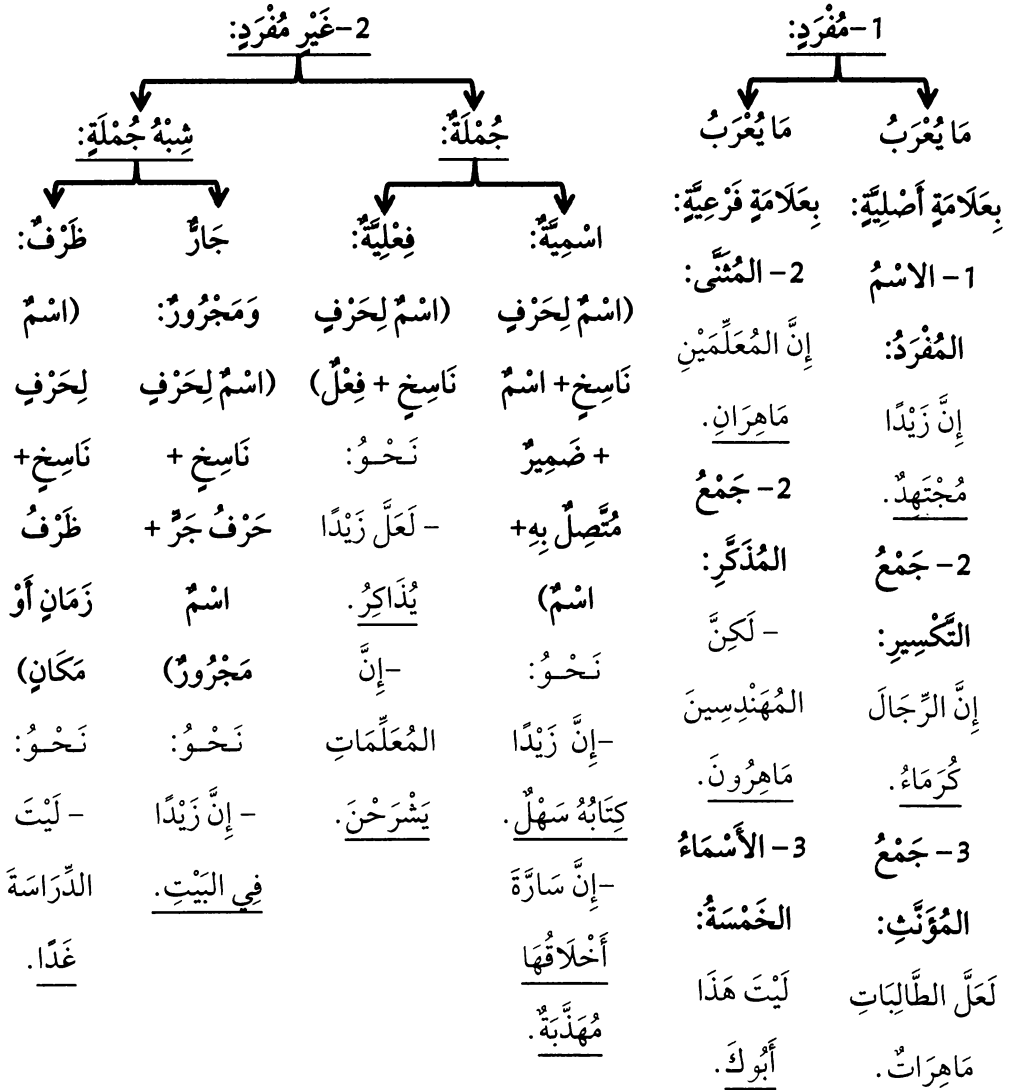 1-مُفْرَدٍ:
مَا يُعْرَبُ
بِعَلَامَةٍ أَصْلِيَّةٍ:
1- الاسْمُ
المُفْرَدُ:
إِنَّ زَيْدًا
مُجْتَهِدٌ.
2- جَمْعُ
التَّكْسِيرِ:
إِنَّ الرِّجَالَ
كُرَمَاءُ.
3- جَمْعُ
المُؤَنَّثِ:
لَعَلَّ الطَّالِبَاتِ
مَاهِرَاتٌ.
مَا يُعْرَبُ
بِعَلَامَةٍ فَرْعِيَّةٍ:
2- المُثَنَّى:
إِنَّ المُعَلِّمَيْنِ
مَاهِرَانِ.
2- جَمْعُ
المُذَكَّرِ:
- لَكِنَّ
المُهَنْدِسِينَ
مَاهِرُونَ.
3- الأَسْمَاءُ
الخَمْسَةُ:
لَيْتَ هَذَا
أَبُوكَ.
2-غَيْرِ مُفْرَدٍ:
جُمْلَةٌ:
اسْمِيَّةٌ:
(اسْمٌ لِحَرْفٍ
نَاسِخٍ+ اسْمٌ
+ ضَمِيرٌ
مُتَّصِلٌ بِهِ+
اسْمٌ)
نَحْوُ:
-إِنَّ زَيْدًا
كِتَابُهُ سَهْلٌ.
-إِنَّ سَارَّةَ
أَخْلَاقُهَا
مُهَذَّبَةٌ.
فِعْلِيَّةٌ:
(اسْمٌ لِحَرْفٍ
نَاسِخٍ + فِعْلٌ)
نَحْوُ:
- لَعَلَّ زَيْدًا
يُذَاكِرُ.
-إِنَّ
المُعَلِّمَاتِ
يَشْرَحْنَ.
شِبْهُ جُمْلَةٍ:
جَارٌّ
وَمَجْرُورٌ:
(اسْمٌ لِحَرْفٍ
نَاسِخٍ +
حَرْفُ جَرٍّ +
اسْمٌ
مَجْرُورٌ)
نَحْوُ:
- إِنَّ زَيْدًا
فِي البَيْتِ.
ظَرْفٌ:
(اسْمٌ
لِحَرْفٍ
نَاسِخٍ+
ظَرْفُ
زَمَانٍ أَوْ
مَكَانٍ)
نَحْوُ:
- لَيْتَ
الدِّرَاسَةَ
غَدًا.